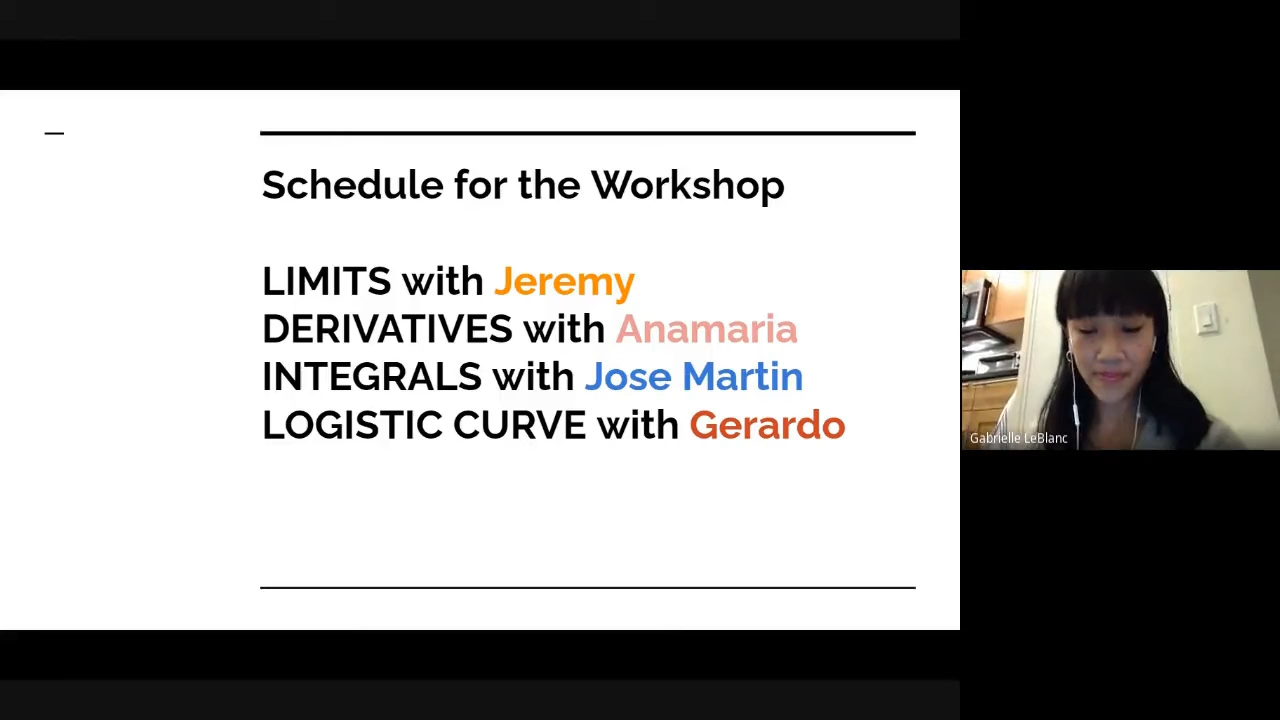 Schedule for the Workshop
LIMITS with Jeremy
DERIVATIVES with Anamaria
INTEGRALS with Jose Martin
LOGISTIC CURVE with Gerardo
Gabrielle LeBlanc